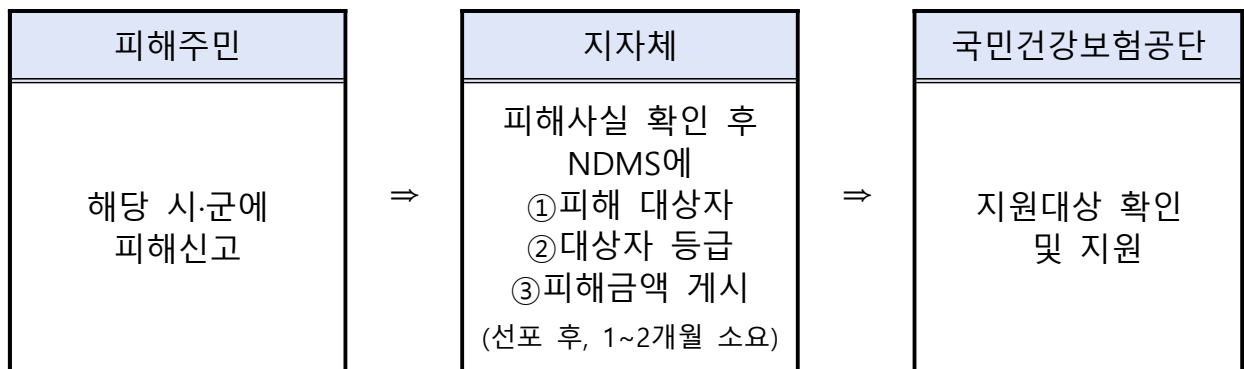 피해주민
해당 시·군에
피해신고
⇒
지자체
피해사실 확인 후
NDMS에
①피해 대상자
②대상자 등급
③피해금액 게시
(선포 후, 1~2개월 소요)
⇒
국민건강보험공단
지원대상 확인
및 지원